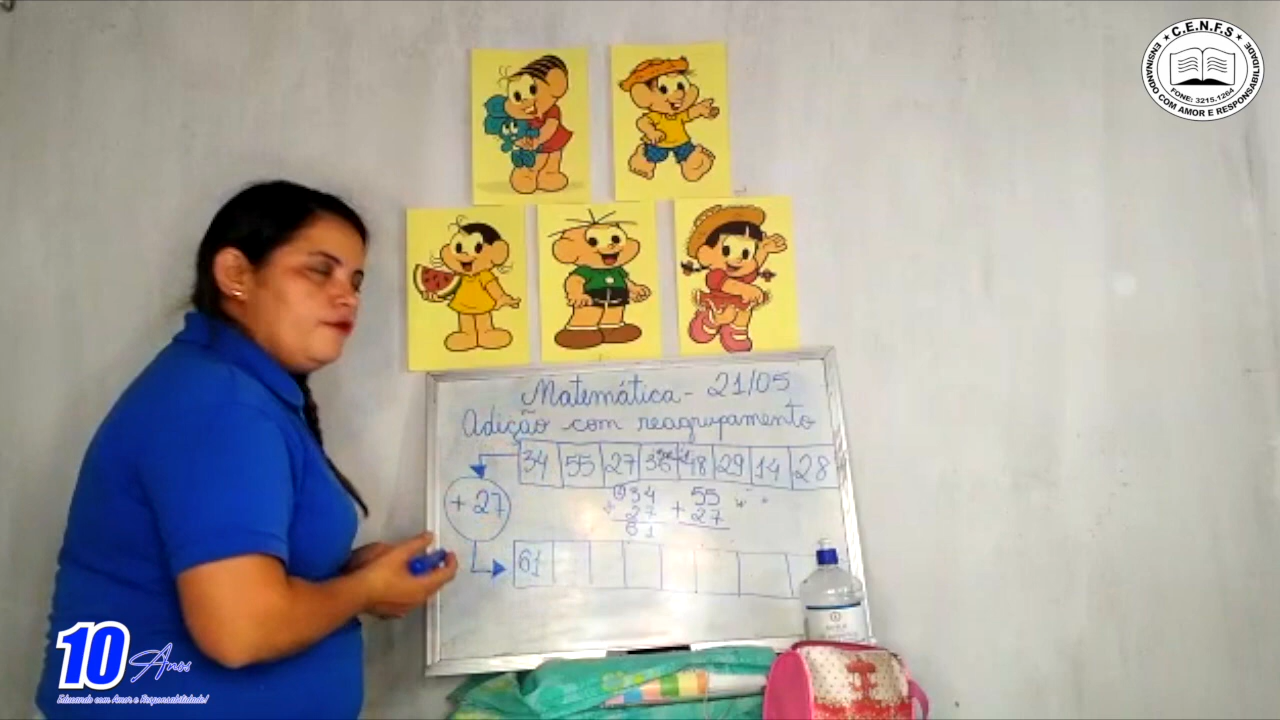 ★ C.E.N.F.S ★
ENSINANDO COM AMOR E RESPONSABILIDADE
FONE: 3215.1264
Matemática - 21/05
Adição com reagrupamento
34 55 27 36 48 29 14 28
+ 27
34 55
+ 27 + 27
61
61
10 Anos
Educando com Amor e Responsabilidade!